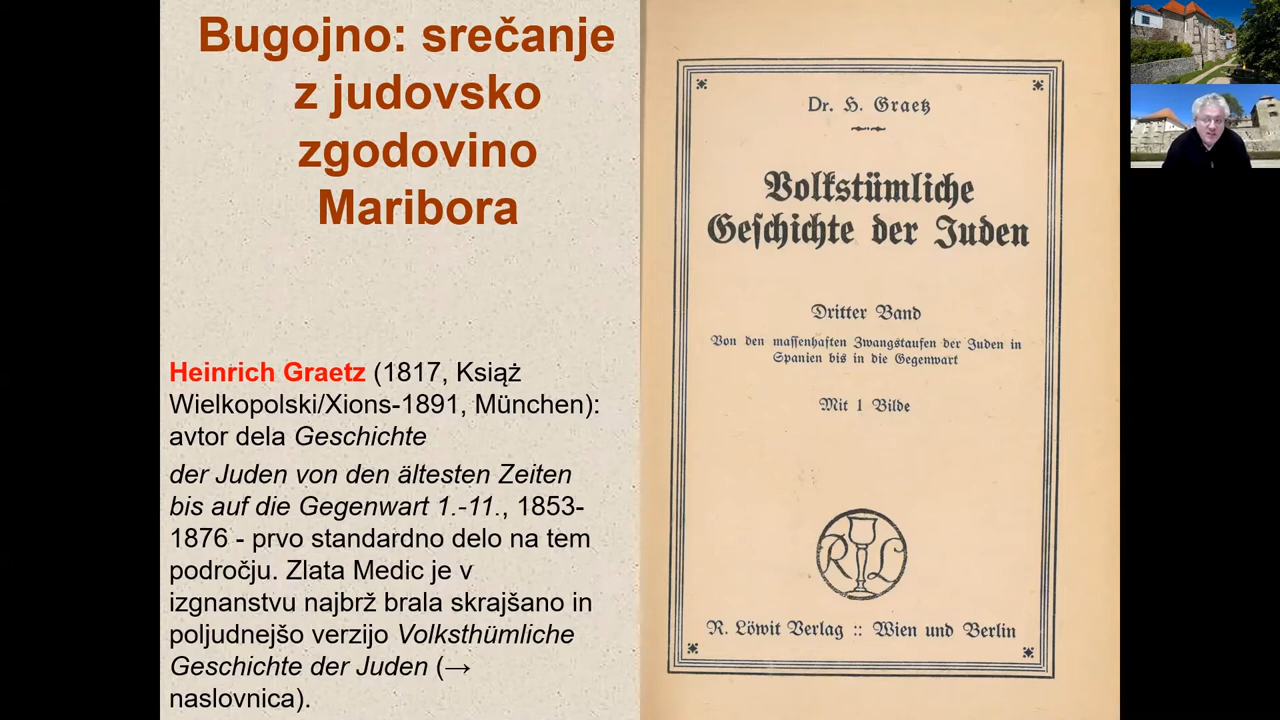 Bugojno: srečanje
z judovsko
zgodovino
Maribora
Heinrich Graetz (1817, Książ
Wielkopolski/Xions-1891, München):
avtor dela Geschichte
der Juden von den ältesten Zeiten
bis auf die Gegenwart 1.-11., 1853-
1876 - prvo standardno delo na tem
področju. Zlata Medic je v
izgnanstvu najbrž brala skrajšano in
poljudnejšo verzijo Volksthümliche
Geschichte der Juden (→
naslovnica).
Dr. H. Graetz
Volkstümliche
Geschichte der Juden
Dritter Band
Von den massenhaften Zwangstaufen der Juden in
Spanien bis in die Gegenwart
Mit 1 Bilde
R L
R. Löwit Verlag :: Wien und Berlin